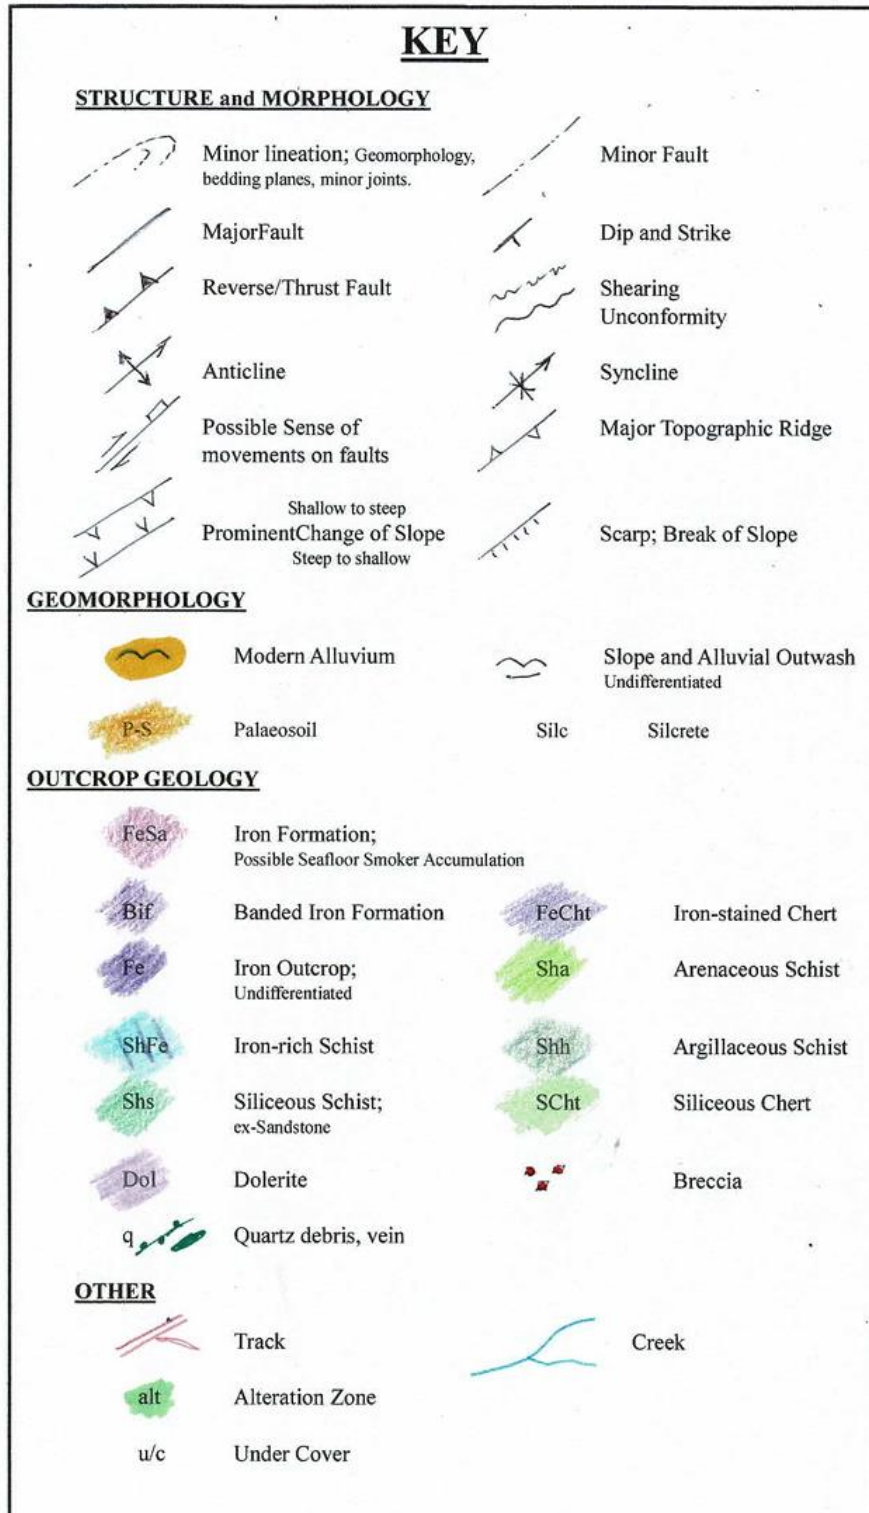 KEY
STRUCTURE and MORPHOLOGY
Minor lineation; Geomorphology,
bedding planes, minor joints.
Minor Fault
MajorFault
Dip and Strike
Reverse/Thrust Fault
Shearing
Unconformity
Anticline
Syncline
Possible Sense of
movements on faults
Major Topographic Ridge
Shallow to steep
ProminentChange of Slope
Steep to shallow
Scarp; Break of Slope
GEOMORPHOLOGY
Modern Alluvium
Slope and Alluvial Outwash
Undifferentiated
P-S Palaeosoil
Silc Silcrete
OUTCROP GEOLOGY
FeSa Iron Formation;
Possible Seafloor Smoker Accumulation
Bif Banded Iron Formation
FeCht Iron-stained Chert
Fe Iron Outcrop;
Undifferentiated
Sha Arenaceous Schist
ShFe Iron-rich Schist
Shh Argillaceous Schist
Shs Siliceous Schist;
ex-Sandstone
SCht Siliceous Chert
Dol Dolerite
Breccia
q Quartz debris, vein
OTHER
Track
Creek
alt Alteration Zone
u/c Under Cover